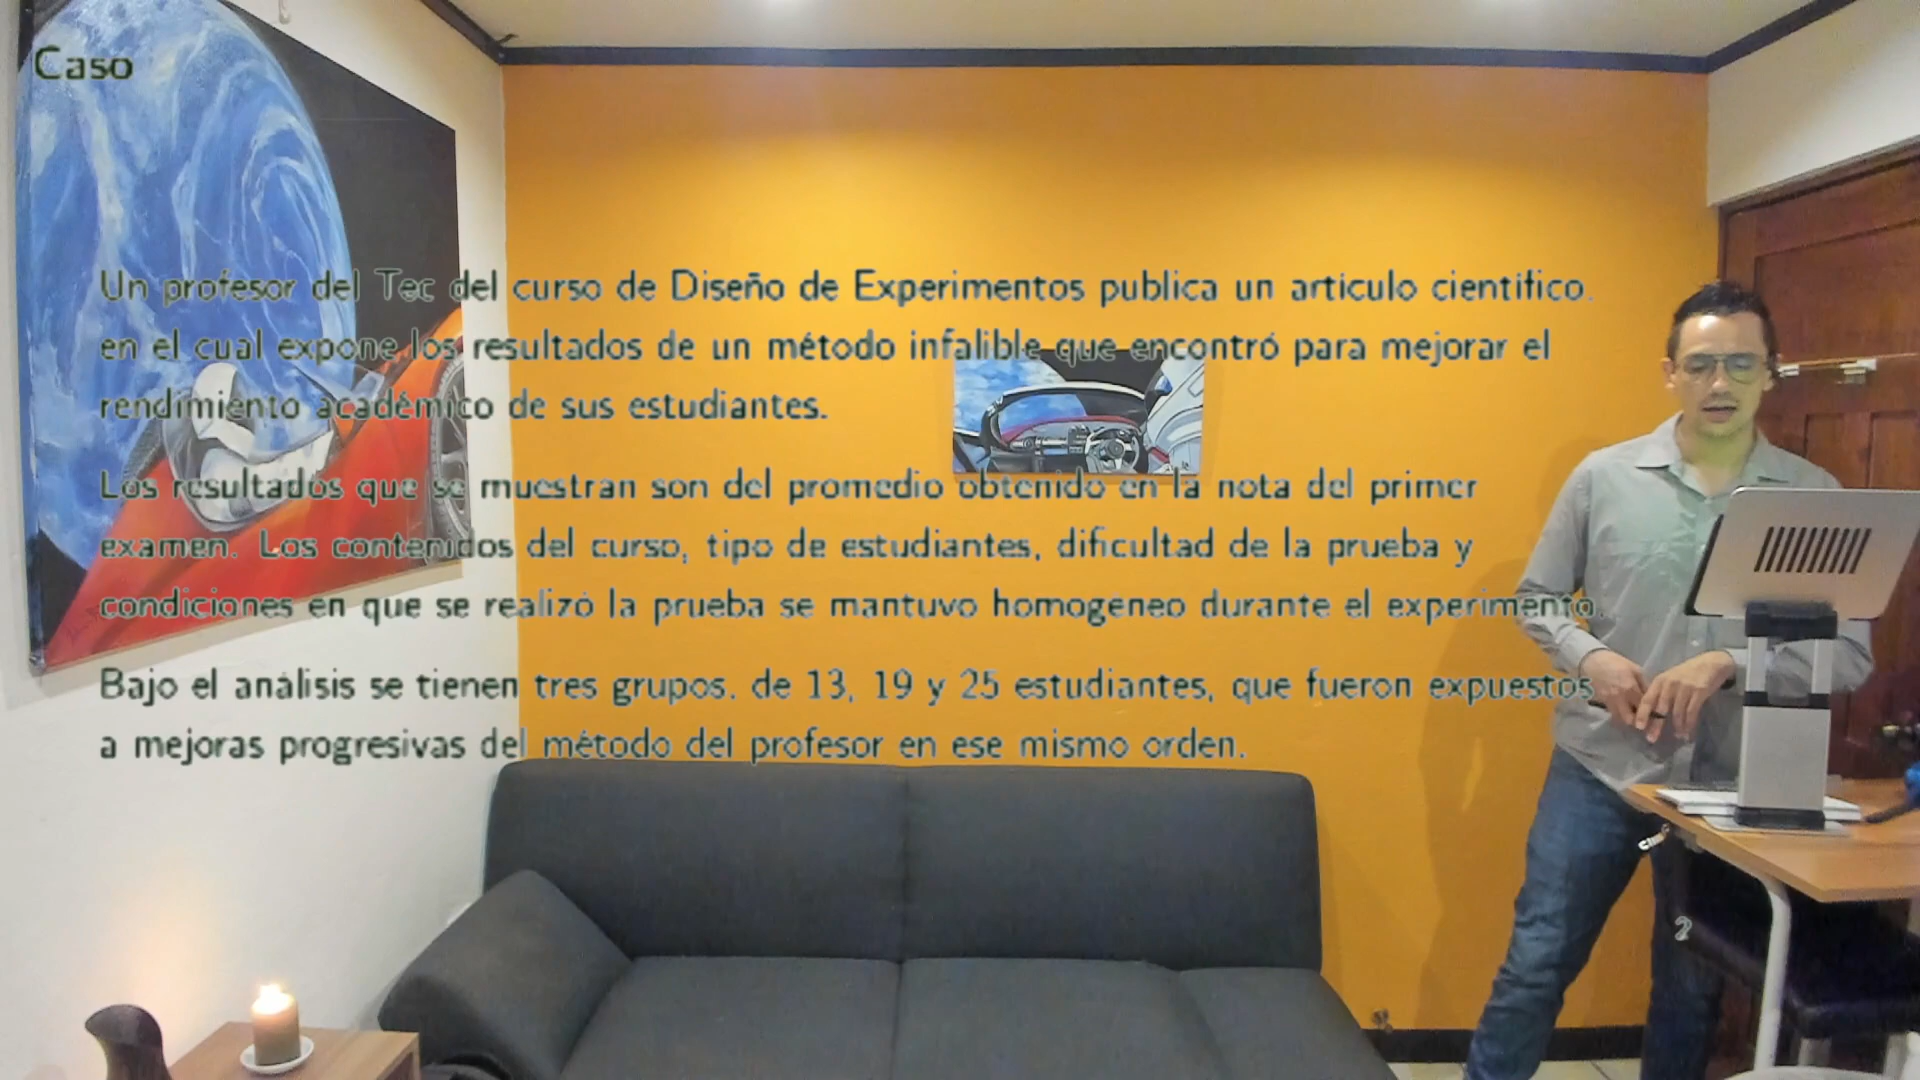 Caso
Un profesor del Tec del curso de Diseño de Experimentos publica un artículo científico,
en el cual expone los resultados de un método infalible que encontró para mejorar el
rendimiento académico de sus estudiantes.
Los resultados que se muestran son del promedio obtenido en la nota del primer
examen. Los contenidos del curso, tipo de estudiantes, dificultad de la prueba y
condiciones en que se realizó la prueba se mantuvo homogéneo durante el experimento.
Bajo el análisis se tienen tres grupos, de 13, 19 y 25 estudiantes, que fueron expuestos
a mejoras progresivas del método del profesor en ese mismo orden.
2